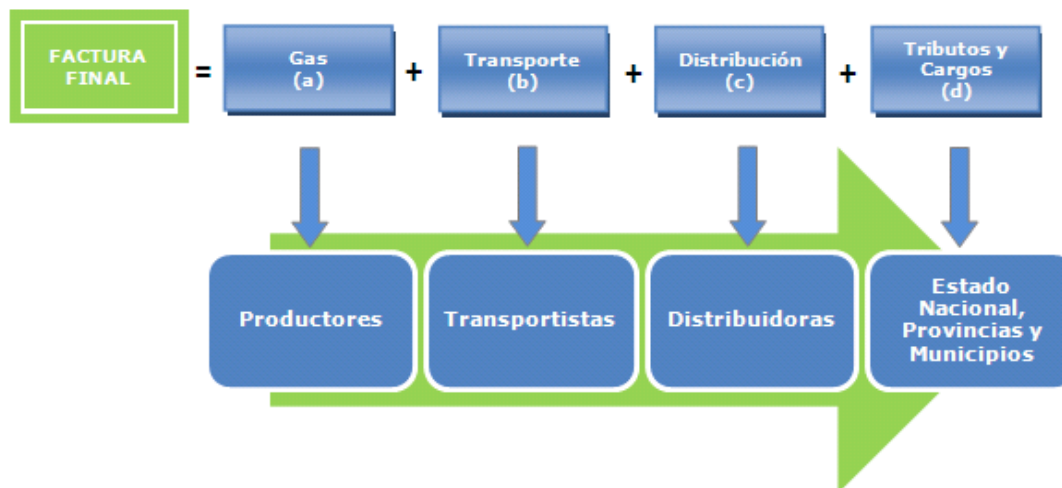 FACTURA
FINAL
=
Gas
(a)
+
Transporte
(b)
+
Distribución
(c)
+
Tributos y
Cargos
(d)
Productores
Transportistas
Distribuidoras
Estado
Nacional,
Provincias y
Municipios